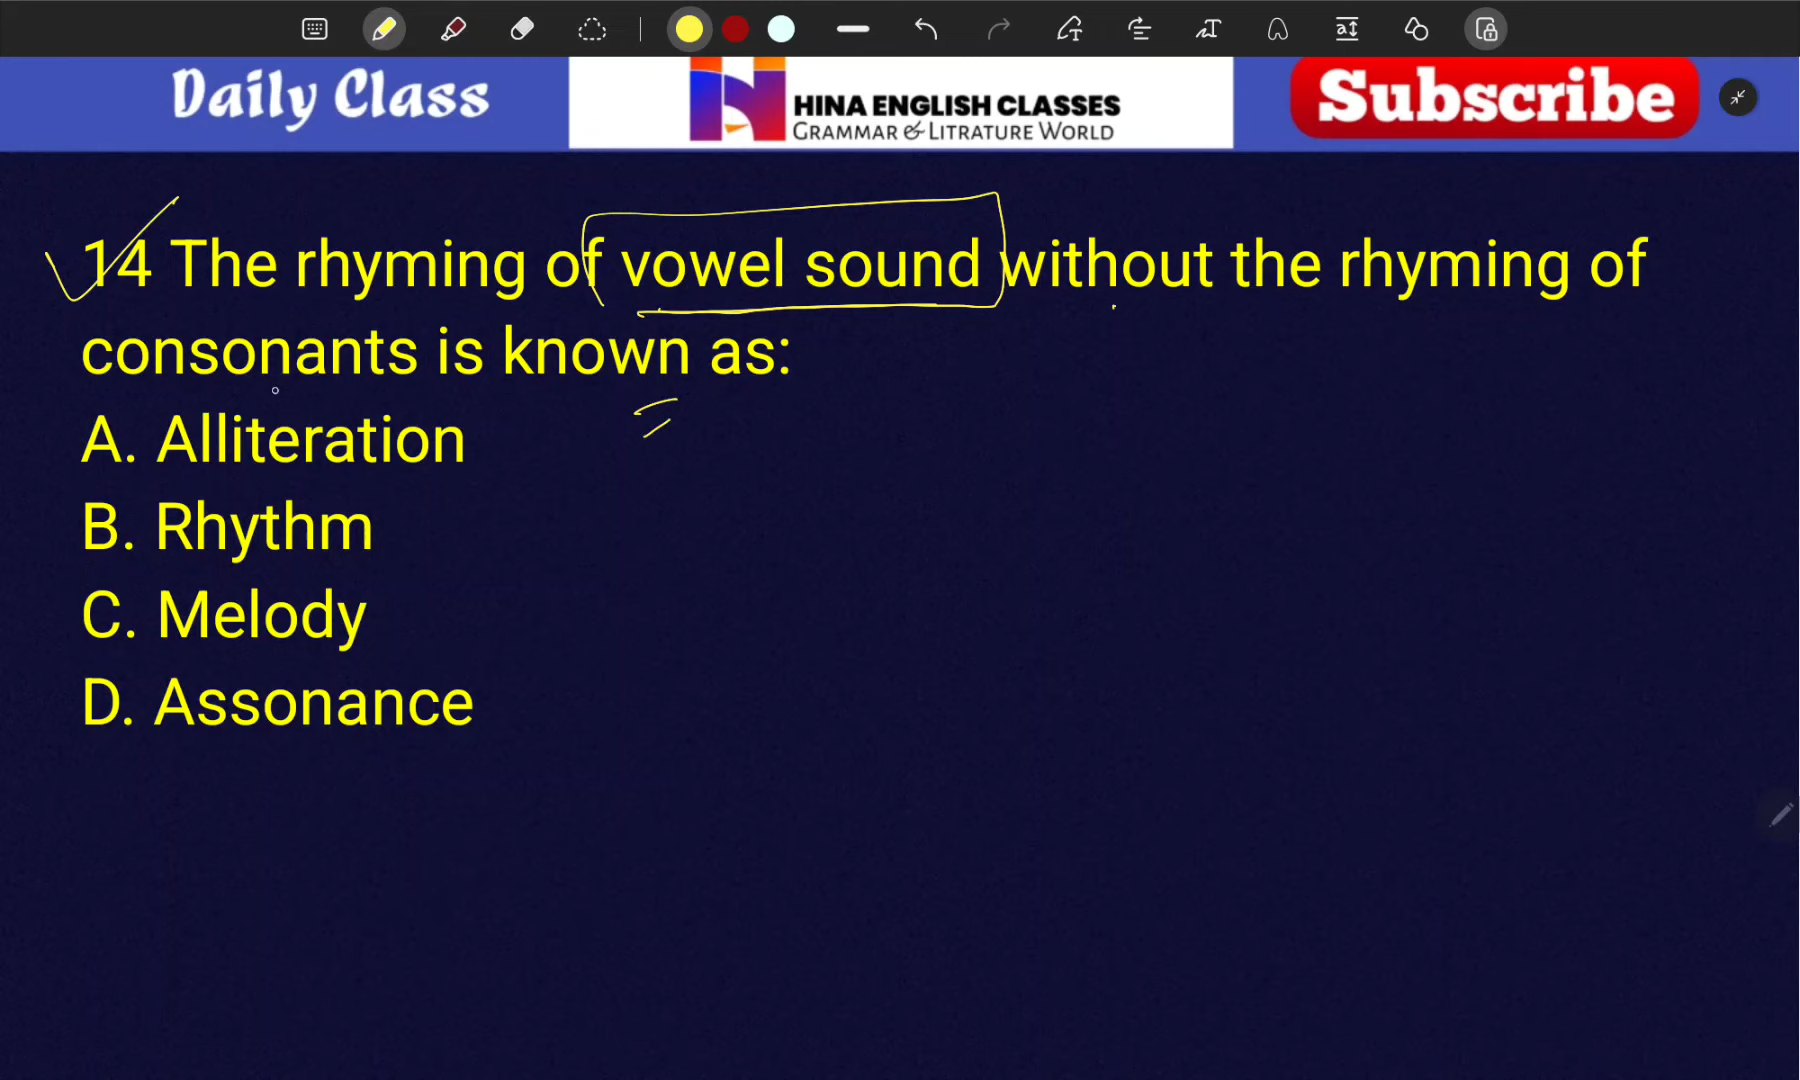 Daily Class
HINA ENGLISH CLASSES
GRAMMAR & LITRATURE WORLD
Subscribe
14 The rhyming of vowel sound without the rhyming of
consonants is known as:
A. Alliteration
B. Rhythm
C. Melody
D. Assonance